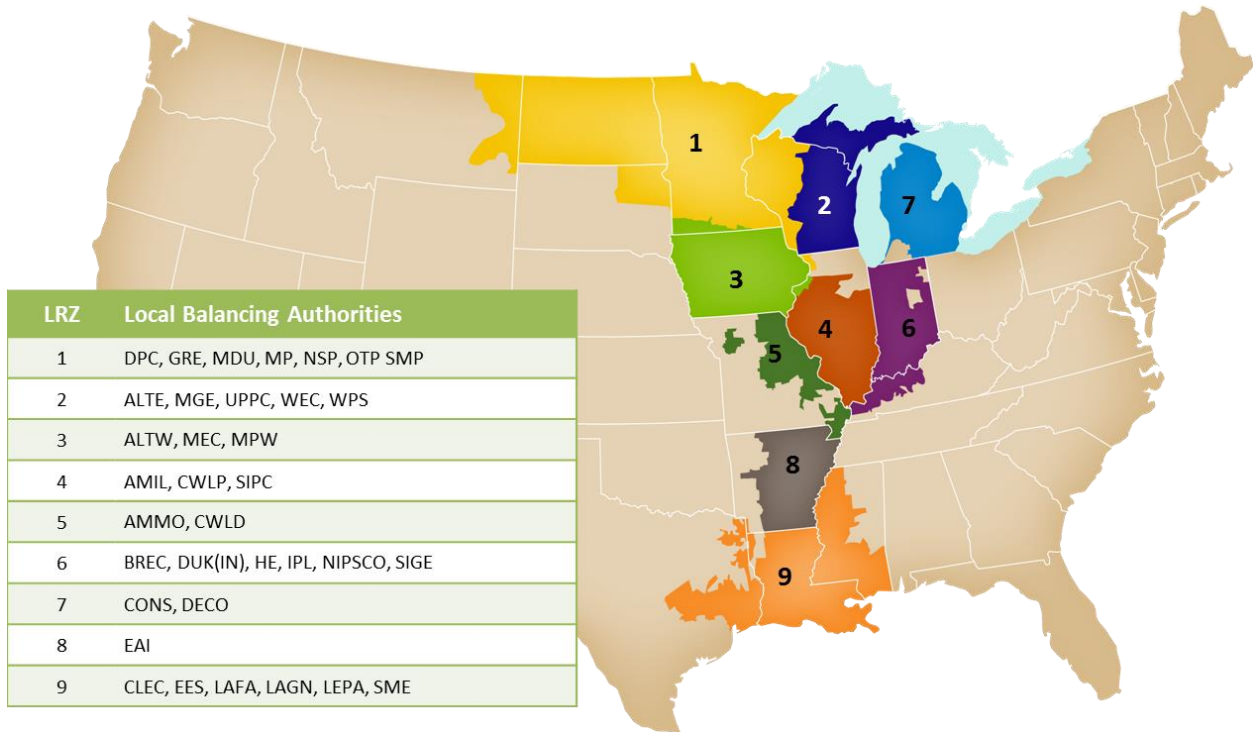 1
2
7
3
4
6
5
8
9
LRZ Local Balancing Authorities
1 DPC, GRE, MDU, MP, NSP, OTP SMP
2 ALTE, MGE, UPPC, WEC, WPS
3 ALTW, MEC, MPW
4 AMIL, CWLP, SIPC
5 AMMO, CWLD
6 BREC, DUK(IN), HE, IPL, NIPSCO, SIGE
7 CONS, DECO
8 EAI
9 CLEC, EES, LAFA, LAGN, LEPA, SME